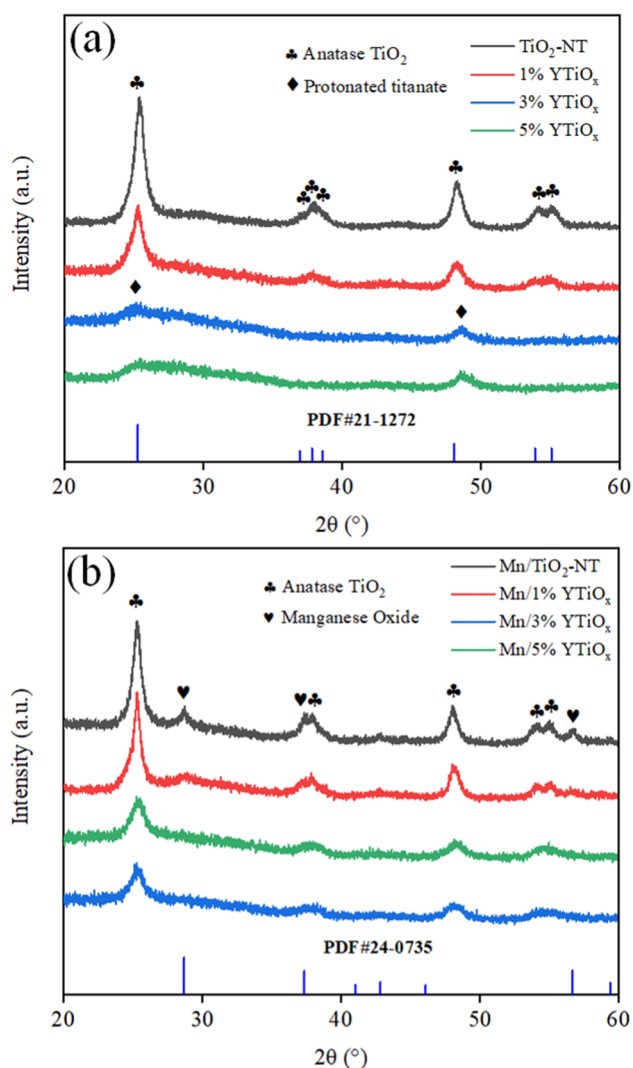 (a)
♣ Anatase TiO₂
♦ Protonated titanate
TiO₂-NT
1% YTiOₓ
3% YTiOₓ
5% YTiOₓ
Intensity (a.u.)
PDF#21-1272
20 30 40 50 60
2θ (°)
(b)
♣ Anatase TiO₂
♥ Manganese Oxide
Mn/TiO₂-NT
Mn/1% YTiOₓ
Mn/3% YTiOₓ
Mn/5% YTiOₓ
Intensity (a.u.)
PDF#24-0735
20 30 40 50 60
2θ (°)